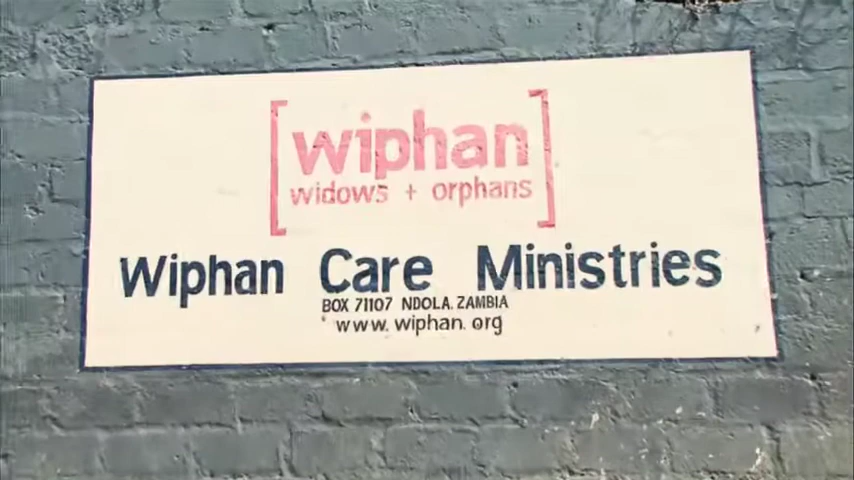 [wiphan]
widows + orphans
Wiphan Care Ministries
BOX 71107 NDOLA. ZAMBIA
www.wiphan.org